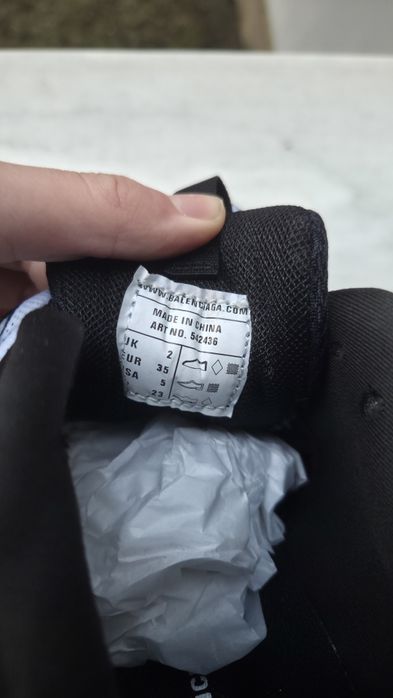 WWW.BALENCIAGA.COM
MADE IN CHINA
ART NO. 542436
UK 2
EUR 35
USA 5
23